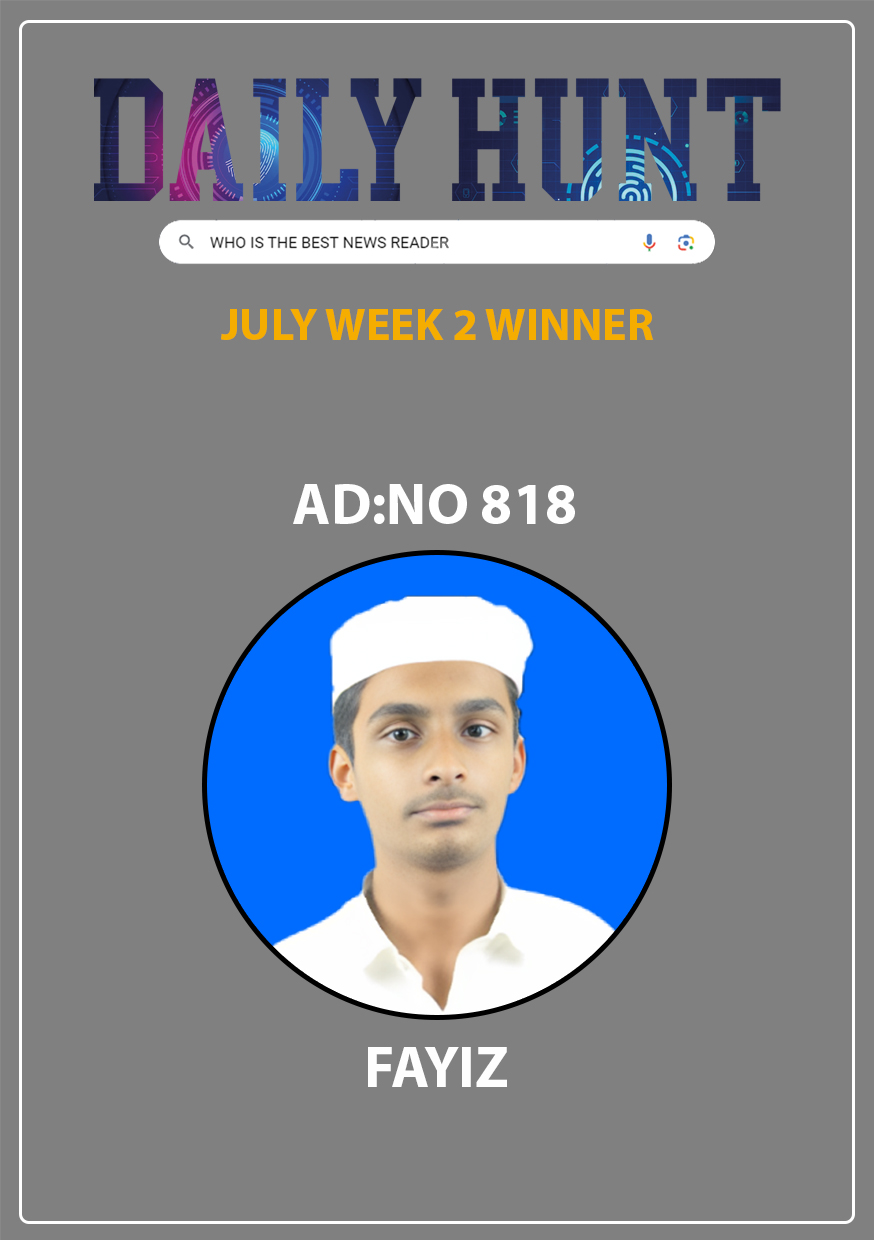 DAILY HUNT
WHO IS THE BEST NEWS READER
JULY WEEK 2 WINNER
AD:NO 818
FAYIZ